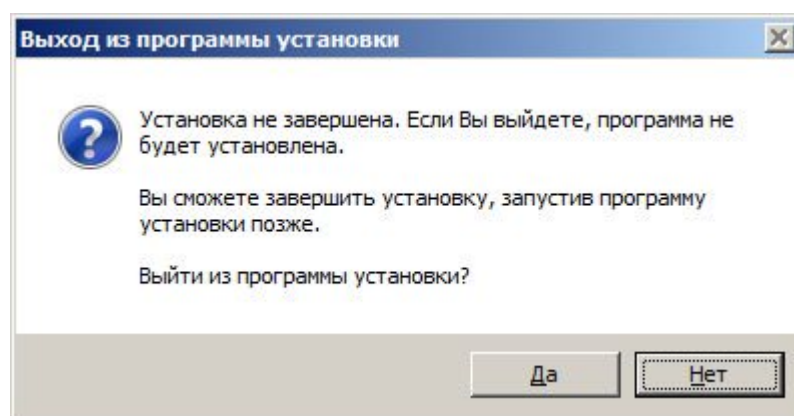 Выход из программы установки
Установка не завершена. Если Вы выйдете, программа не
будет установлена.
Вы сможете завершить установку, запустив программу
установки позже.
Выйти из программы установки?
Да
Нет